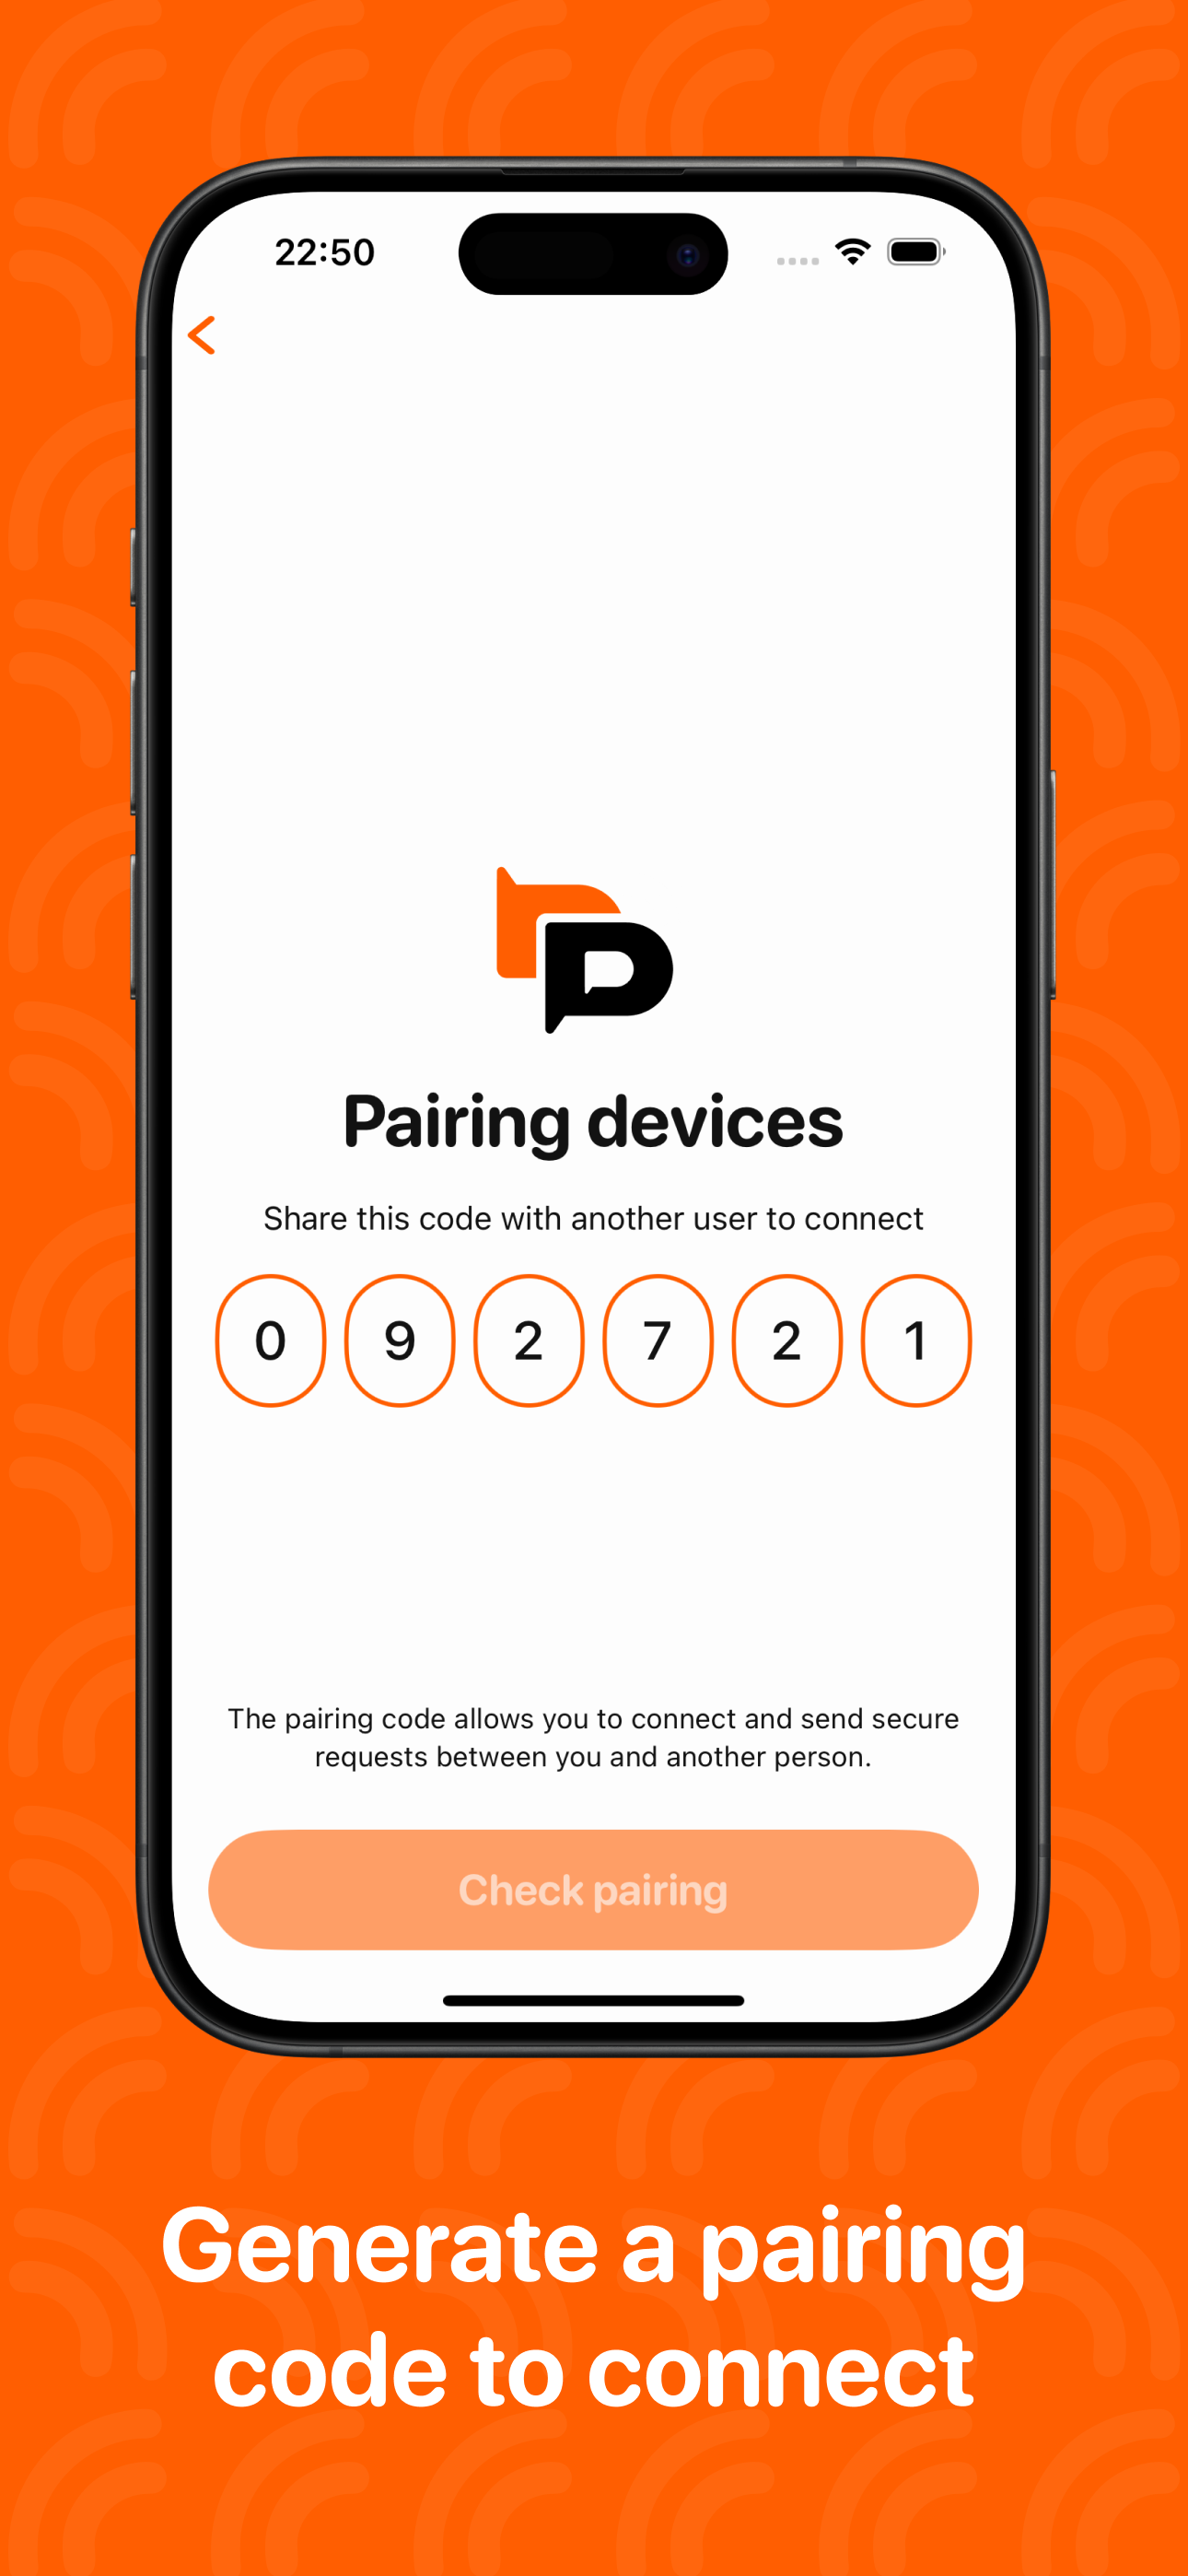 22:50
Pairing devices
Share this code with another user to connect
0 9 2 7 2 1
The pairing code allows you to connect and send secure
requests between you and another person.
Check pairing
Generate a pairing
code to connect